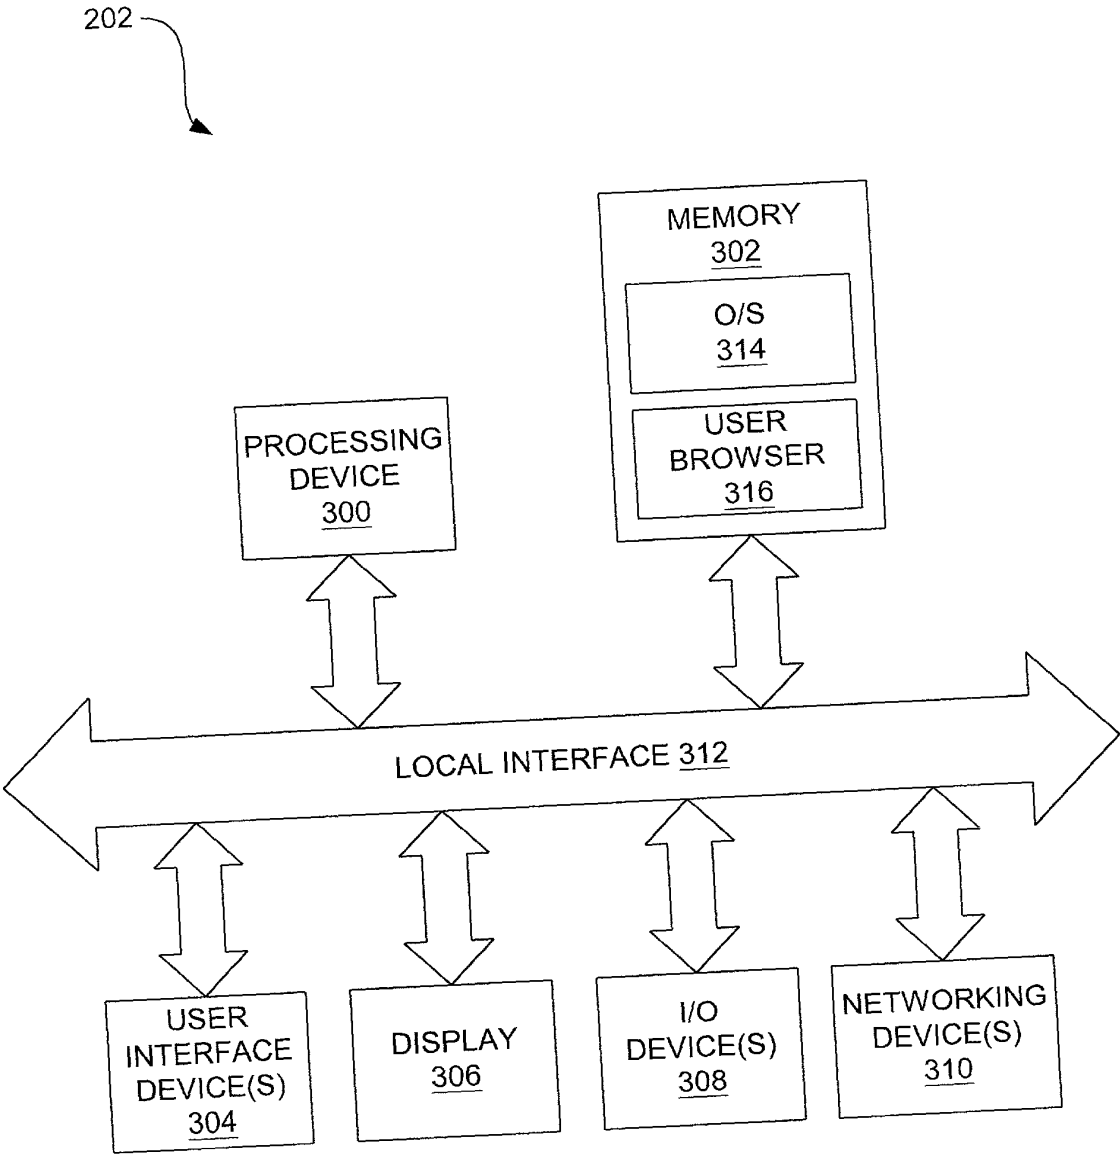 202
MEMORY
302
O/S
314
USER
BROWSER
316
PROCESSING
DEVICE
300
LOCAL INTERFACE 312
USER
INTERFACE
DEVICE(S)
304
DISPLAY
306
I/O
DEVICE(S)
308
NETWORKING
DEVICE(S)
310